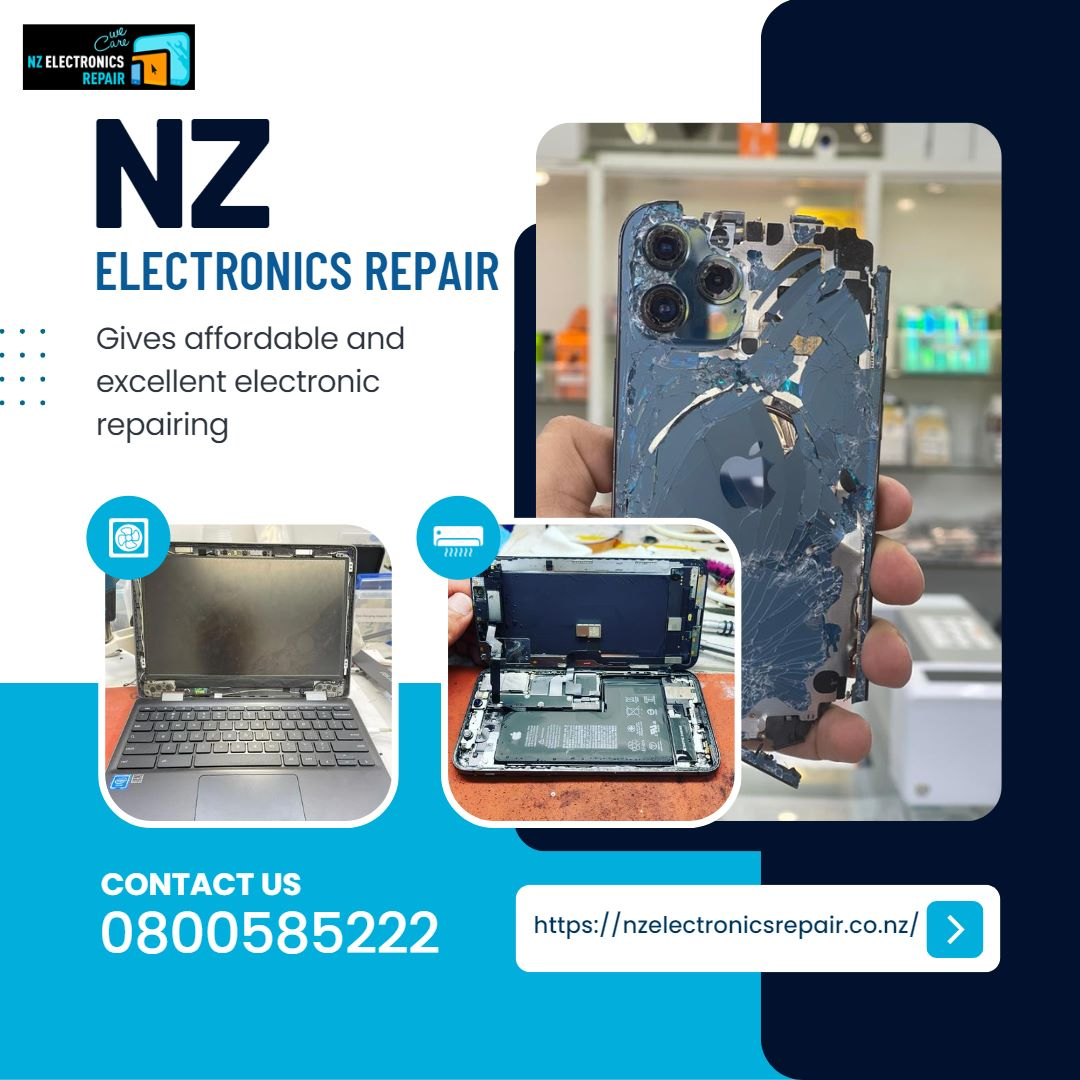 we
Care
NZ ELECTRONICS
REPAIR
NZ
ELECTRONICS REPAIR
Gives affordable and
excellent electronic
repairing
CONTACT US
0800585222
https://nzelectronicsrepair.co.nz/